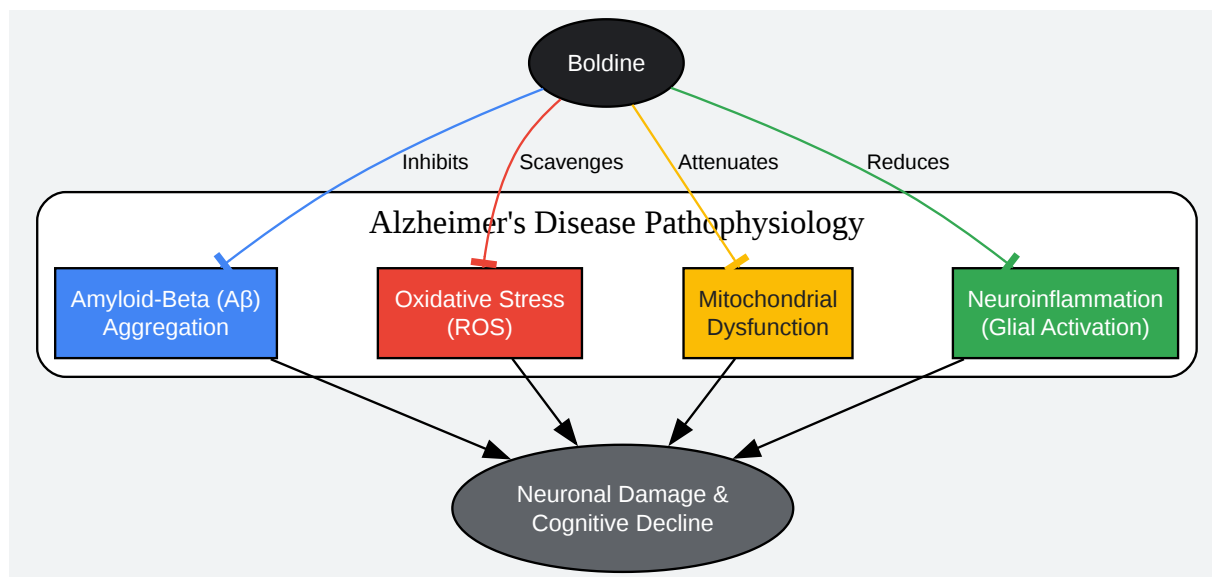 Boldine
Inhibits
Scavenges
Attenuates
Reduces
Alzheimer's Disease Pathophysiology
Amyloid-Beta (Aβ)
Aggregation
Oxidative Stress
(ROS)
Mitochondrial
Dysfunction
Neuroinflammation
(Glial Activation)
Neuronal Damage &
Cognitive Decline